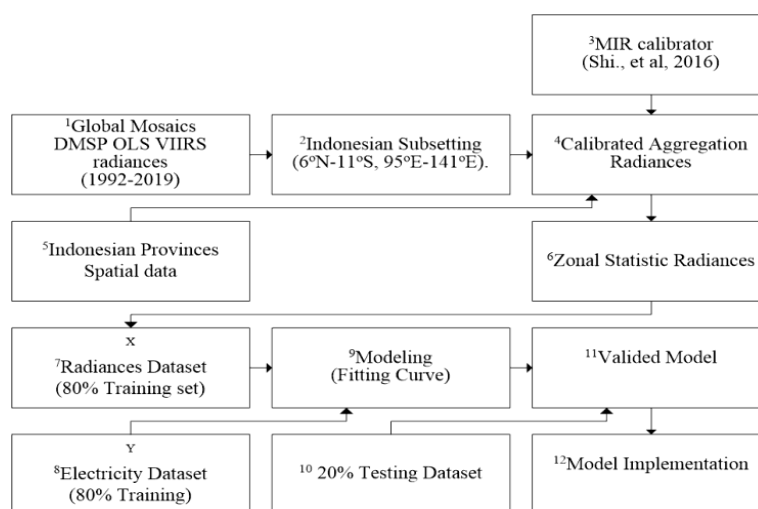 ³MIR calibrator
(Shi., et al, 2016)
¹Global Mosaics
DMSP OLS VIIRS
radiances
(1992-2019)
²Indonesian Subsetting
(6ºN-11ºS, 95ºE-141ºE).
⁴Calibrated Aggregation
Radiances
⁵Indonesian Provinces
Spatial data
⁶Zonal Statistic Radiances
X
⁷Radiances Dataset
(80% Training set)
⁹Modeling
(Fitting Curve)
¹¹Valided Model
Y
⁸Electricity Dataset
(80% Training)
¹⁰ 20% Testing Dataset
¹²Model Implementation